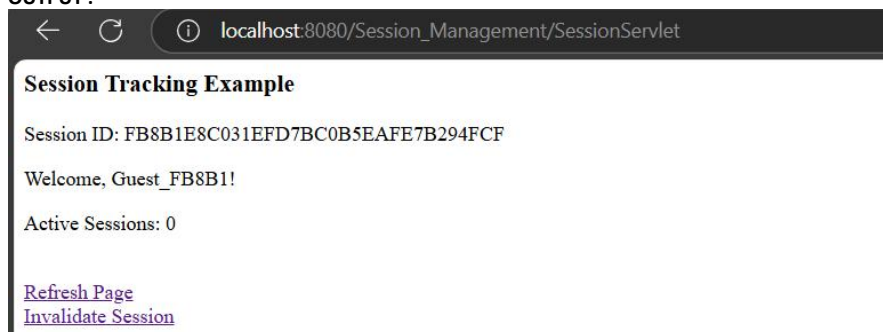 OUTPUT:
localhost:8080/Session_Management/SessionServlet
Session Tracking Example
Session ID: FB8B1E8C031EFD7BC0B5EAFE7B294FCF
Welcome, Guest_FB8B1!
Active Sessions: 0
Refresh Page
Invalidate Session